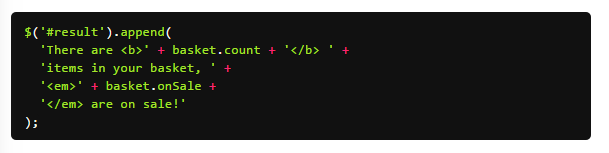 $('#result').append(
  'There are <b>' + basket.count + '</b> ' +
  'items in your basket, ' +
  '<em>' + basket.onSale +
  '</em> are on sale!'
);